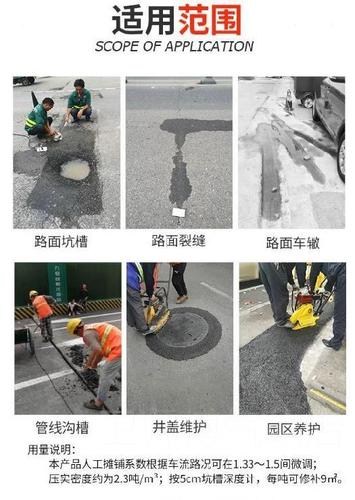 适用范围
SCOPE OF APPLICATION
路面坑槽
路面裂缝
路面车辙
管线沟槽
井盖维护
园区养护
用量说明：
本产品人工摊铺系数根据车流路况可在1.33～1.5间微调；
压实密度约为2.3吨/m³；按5cm坑槽深度计，每吨可修补9㎡。